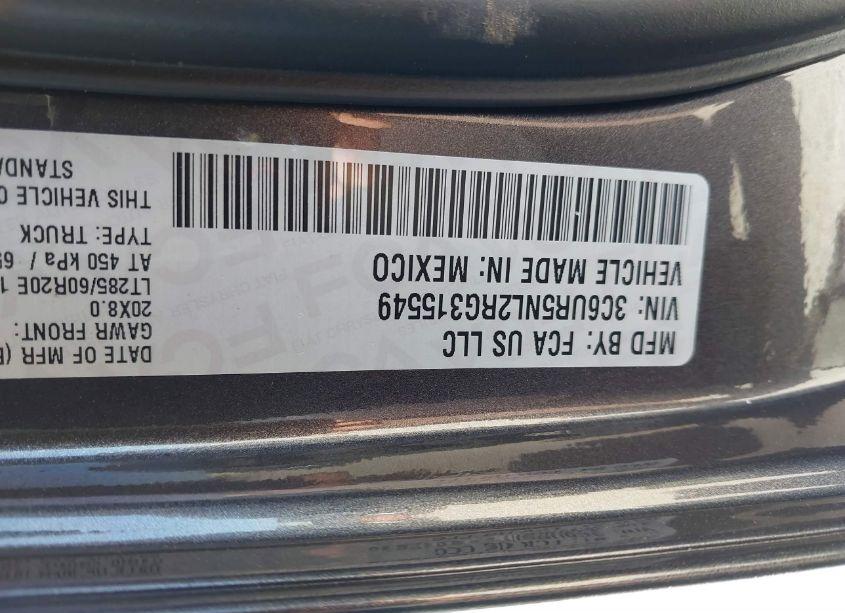 MFD BY: FCA US LLC
VIN: 3C6UR5NL2RG315549
VEHICLE MADE IN: MEXICO
DATE OF MFR
GAWR FRONT:
20X8.0
LT285/60R20E
AT 450 kPa /
TYPE: TRUCK
THIS VEHICLE